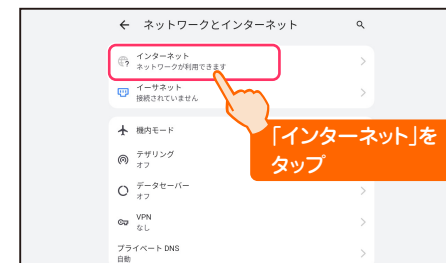 ネットワークとインターネット
インターネット
ネットワークが利用できます
イーサネット
接続されていません
機内モード
テザリング
オフ
データセーバー
オフ
VPN
なし
プライベート DNS
自動
「インターネット」を
タップ